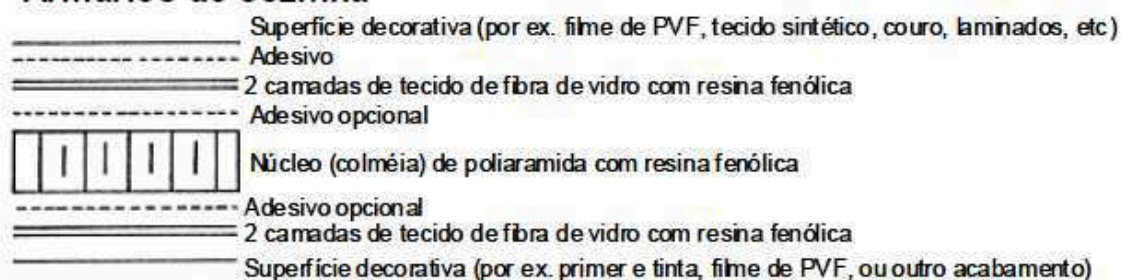 Superfície decorativa (por ex. filme de PVF, tecido sintético, couro, laminados, etc)
Adesivo
2 camadas de tecido de fibra de vidro com resina fenólica
Adesivo opcional
Núcleo (colméia) de poliaramida com resina fenólica
Adesivo opcional
2 camadas de tecido de fibra de vidro com resina fenólica
Superfície decorativa (por ex. primer e tinta, filme de PVF, ou outro acabamento)